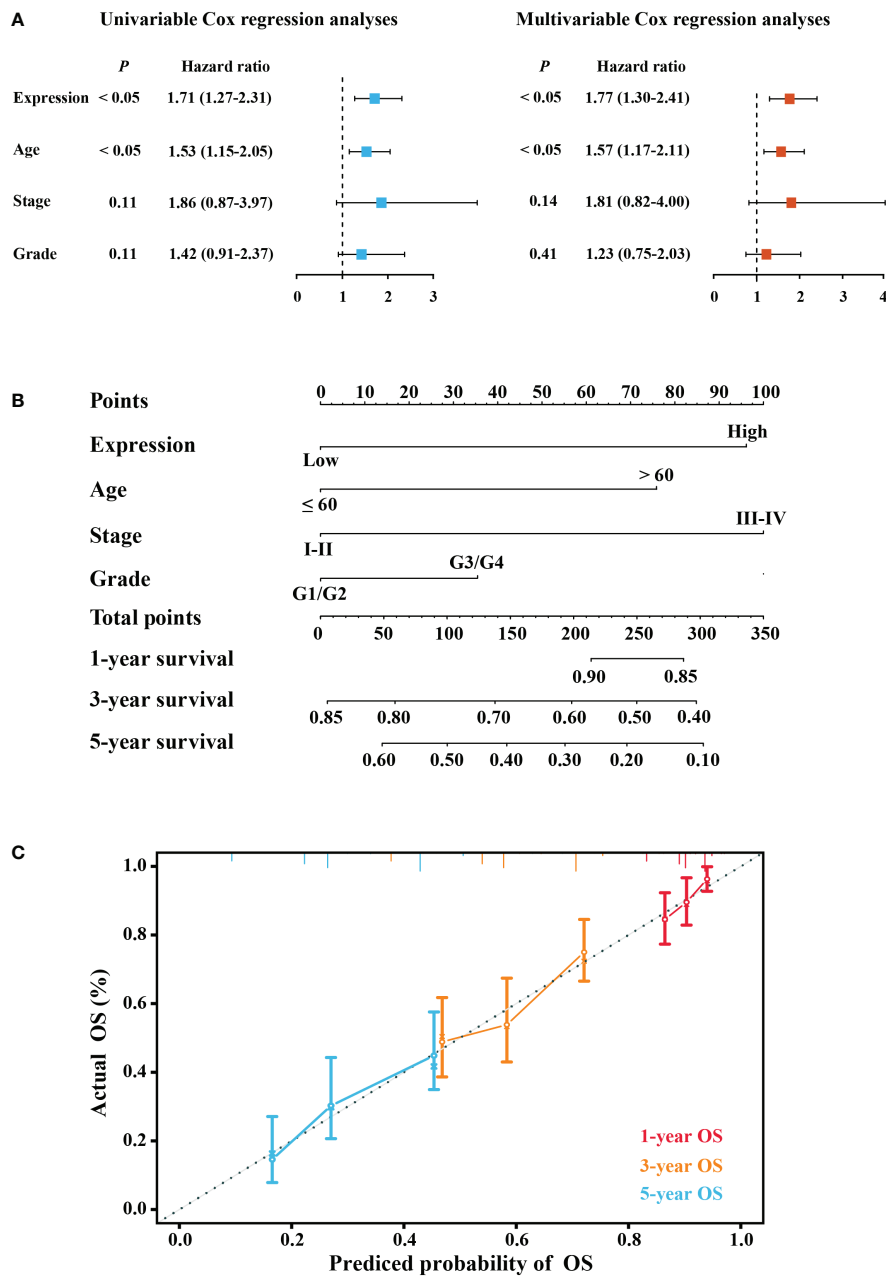 A
Univariable Cox regression analyses
Multivariable Cox regression analyses
P Hazard ratio
P Hazard ratio
Expression < 0.05 1.71 (1.27-2.31) < 0.05 1.77 (1.30-2.41)
Age < 0.05 1.53 (1.15-2.05) < 0.05 1.57 (1.17-2.11)
Stage 0.11 1.86 (0.87-3.97) 0.14 1.81 (0.82-4.00)
Grade 0.11 1.42 (0.91-2.37) 0.41 1.23 (0.75-2.03)
0 1 2 3
0 1 2 3 4
B
Points 0 10 20 30 40 50 60 70 80 90 100
Expression Low High
Age ≤ 60 > 60
Stage I-II III-IV
Grade G1/G2 G3/G4
Total points 0 50 100 150 200 250 300 350
1-year survival 0.90 0.85
3-year survival 0.85 0.80 0.70 0.60 0.50 0.40
5-year survival 0.60 0.50 0.40 0.30 0.20 0.10
C
Actual OS (%)
1.0
0.8
0.6
0.4
0.2
0.0
1-year OS
3-year OS
5-year OS
0.0 0.2 0.4 0.6 0.8 1.0
Prediced probability of OS